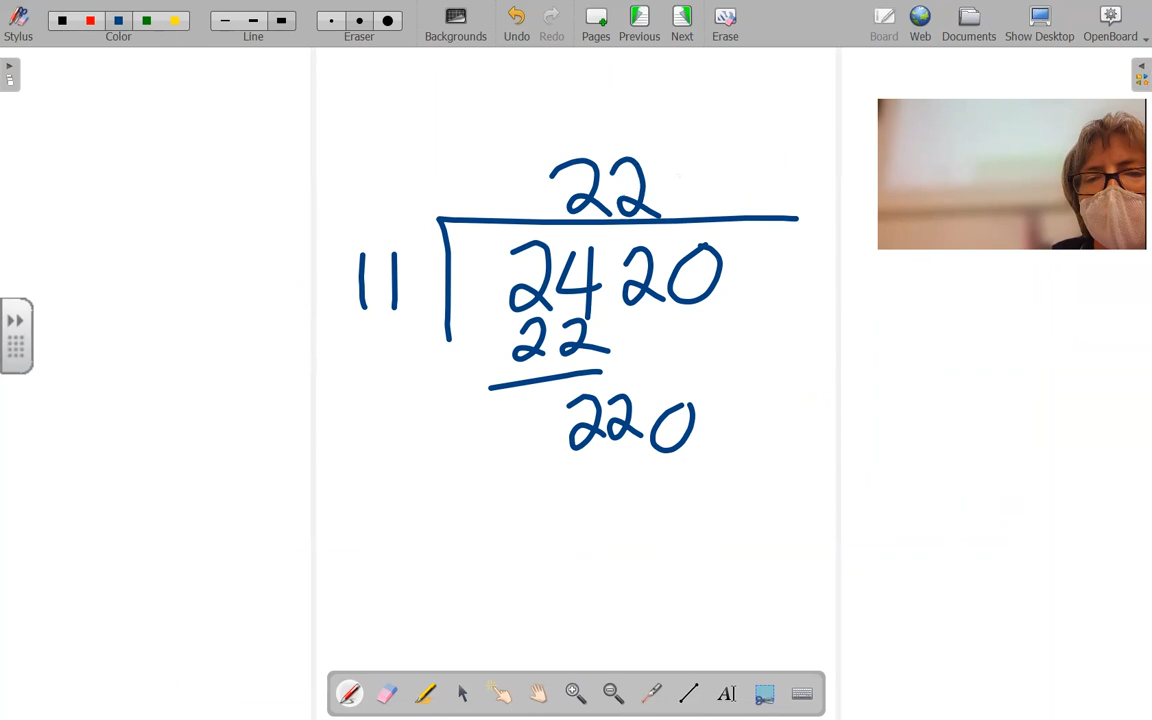 Stylus Color Line Eraser Backgrounds Undo Redo Pages Previous Next Erase Board Web Documents Show Desktop OpenBoard
22
11 2420
22
220